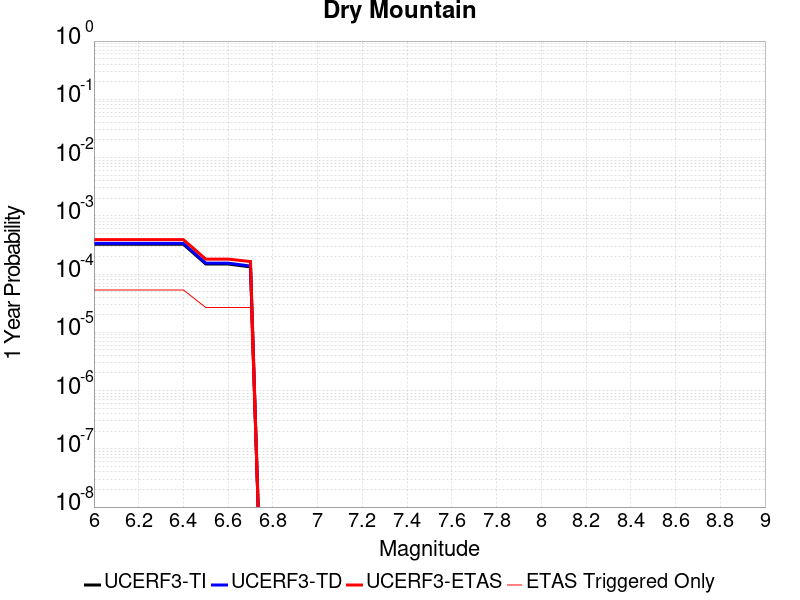 Dry Mountain
10^0
10^-1
10^-2
10^-3
10^-4
10^-5
10^-6
10^-7
10^-8
1 Year Probability
6 6.2 6.4 6.6 6.8 7 7.2 7.4 7.6 7.8 8 8.2 8.4 8.6 8.8 9
Magnitude
UCERF3-TI UCERF3-TD UCERF3-ETAS ETAS Triggered Only